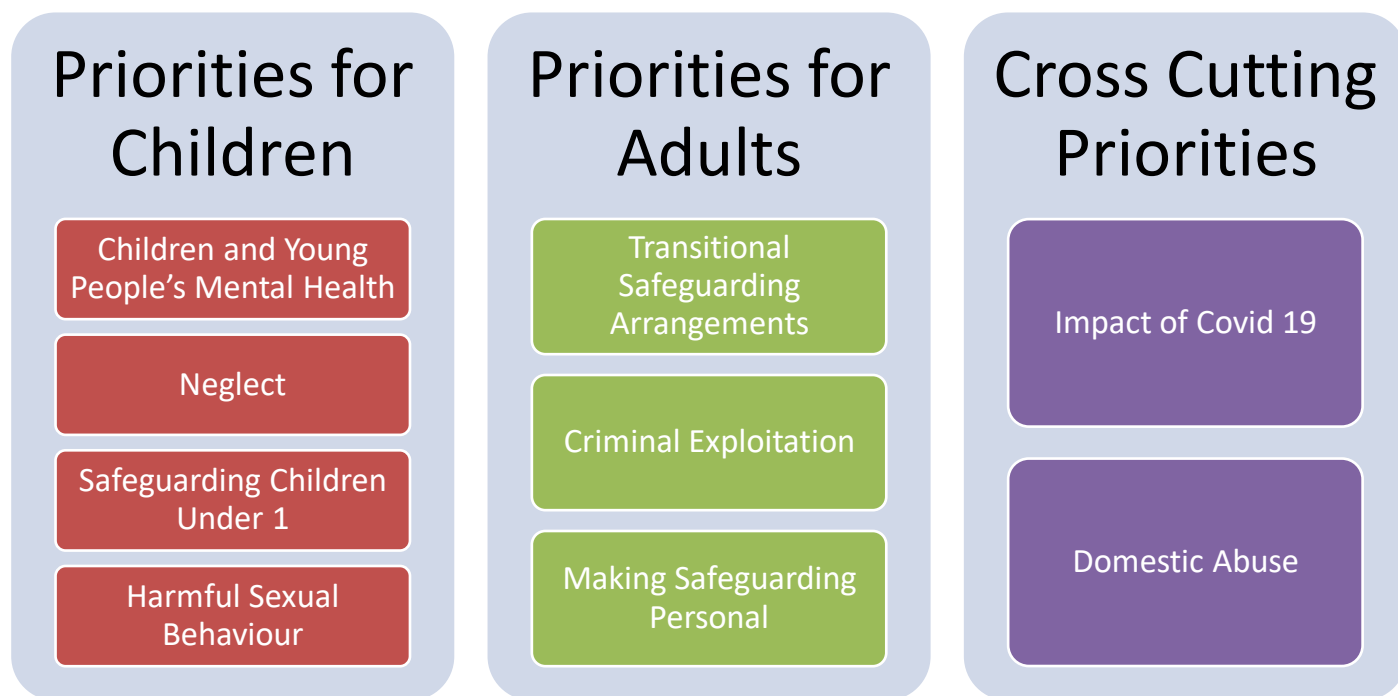 Priorities for
Children
Children and Young
People’s Mental Health
Neglect
Safeguarding Children
Under 1
Harmful Sexual
Behaviour
Priorities for
Adults
Transitional
Safeguarding
Arrangements
Criminal Exploitation
Making Safeguarding
Personal
Cross Cutting
Priorities
Impact of Covid 19
Domestic Abuse